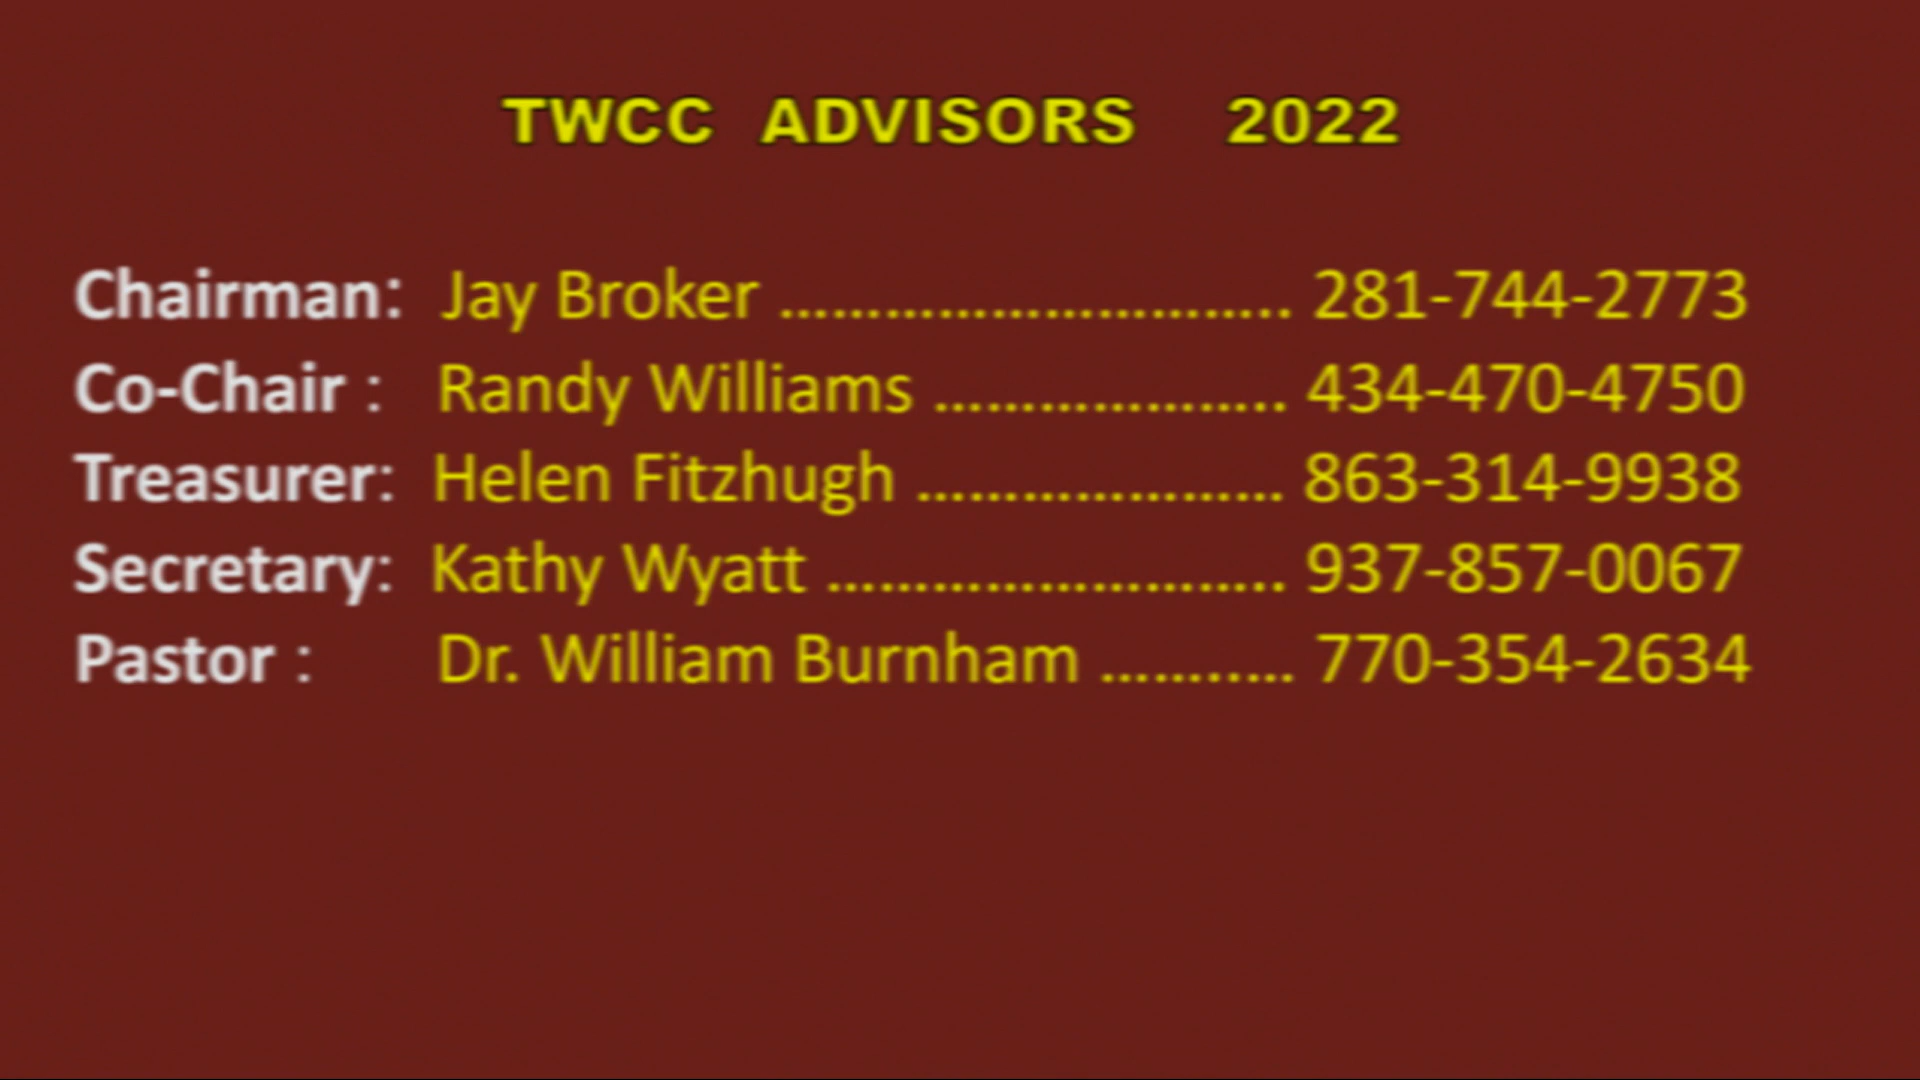 TWCC ADVISORS 2022
Chairman: Jay Broker ................................ 281-744-2773
Co-Chair : Randy Williams ....................... 434-470-4750
Treasurer: Helen Fitzhugh ........................ 863-314-9938
Secretary: Kathy Wyatt ............................. 937-857-0067
Pastor : Dr. William Burnham ............ 770-354-2634